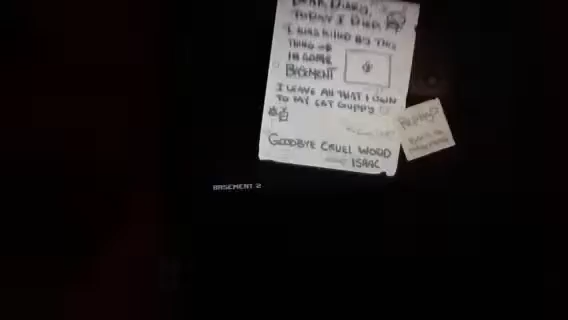 DEAR DIARY,
TODAY I DIED.
I WAS KILLED BY THIS
THING →
IN SOME
BASEMENT
I LEAVE ALL THAT I OWN
TO MY CAT GUPPY
GOODBYE CRUEL WORLD
ISAAC
BASEMENT 2